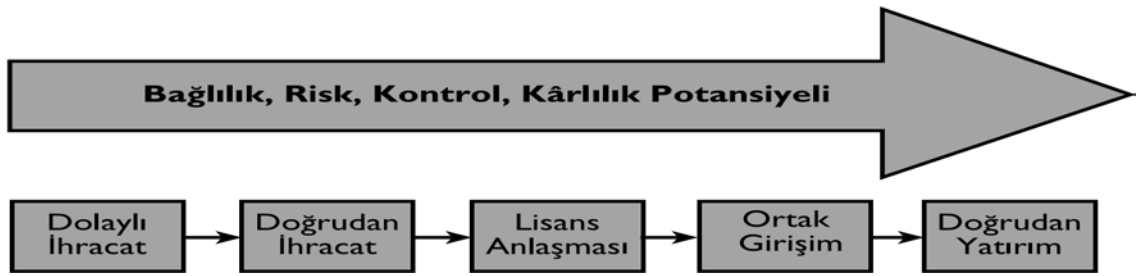 Bağlılık, Risk, Kontrol, Kârlılık Potansiyeli
Dolaylı
İhracat
Doğrudan
İhracat
Lisans
Anlaşması
Ortak
Girişim
Doğrudan
Yatırım